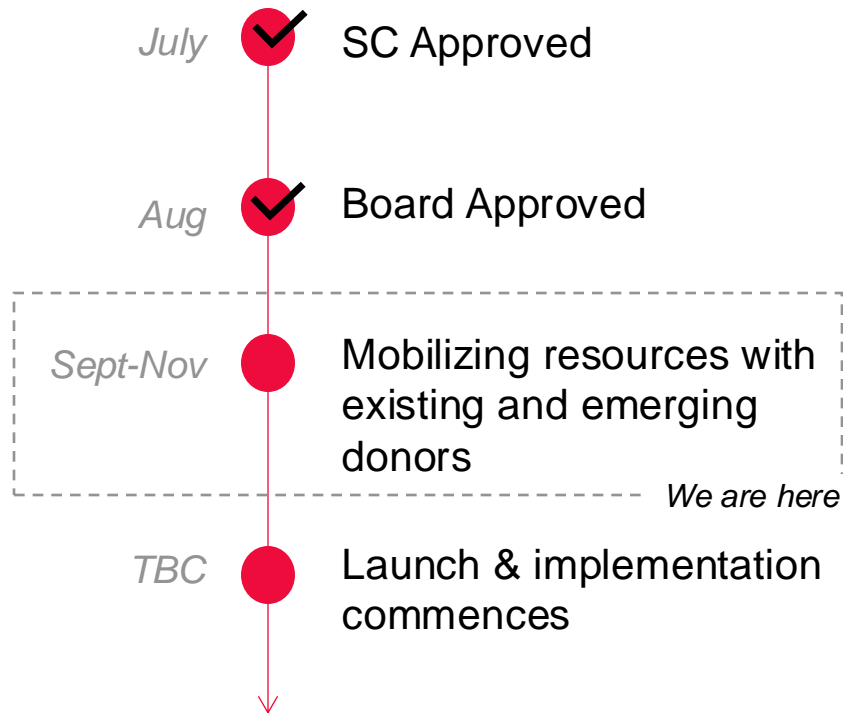 July
SC Approved
Aug
Board Approved
Sept-Nov
Mobilizing resources with
existing and emerging
donors
We are here
TBC
Launch & implementation
commences